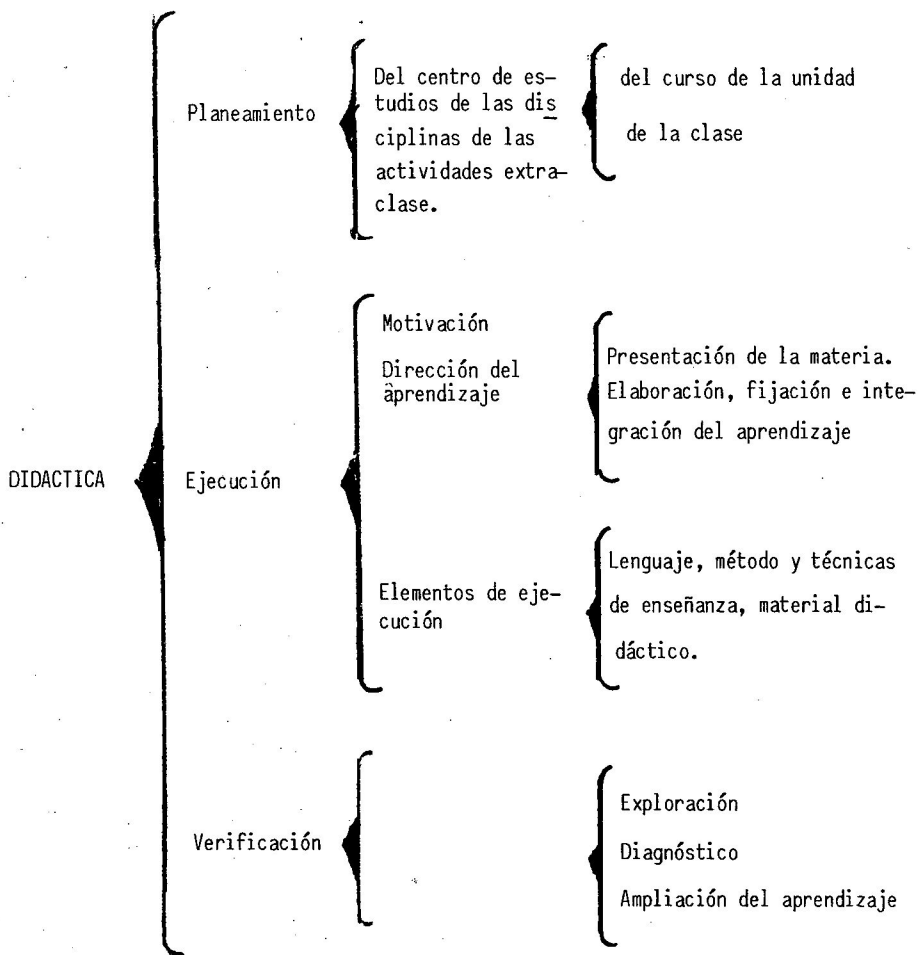 Planeamiento
Del centro de es-
tudios de las dis
ciplinas de las
actividades extra-
clase.
del curso de la unidad
de la clase
DIDACTICA
Ejecución
Motivación
Dirección del
aprendizaje
Presentación de la materia.
Elaboración, fijación e inte-
gración del aprendizaje
Elementos de eje-
cución
Lenguaje, método y técnicas
de enseñanza, material di-
dáctico.
Verificación
Exploración
Diagnóstico
Ampliación del aprendizaje